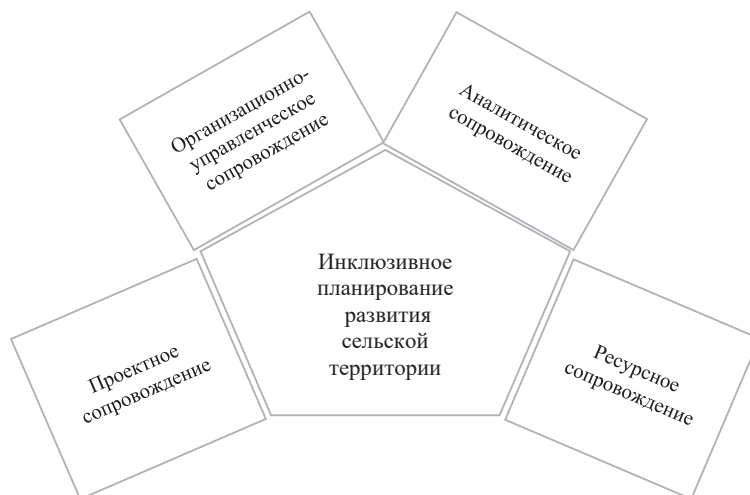 Организационно-
управленческое
сопровождение
Аналитическое
сопровождение
Инклюзивное
планирование
развития
сельской
территории
Проектное
сопровождение
Ресурсное
сопровождение